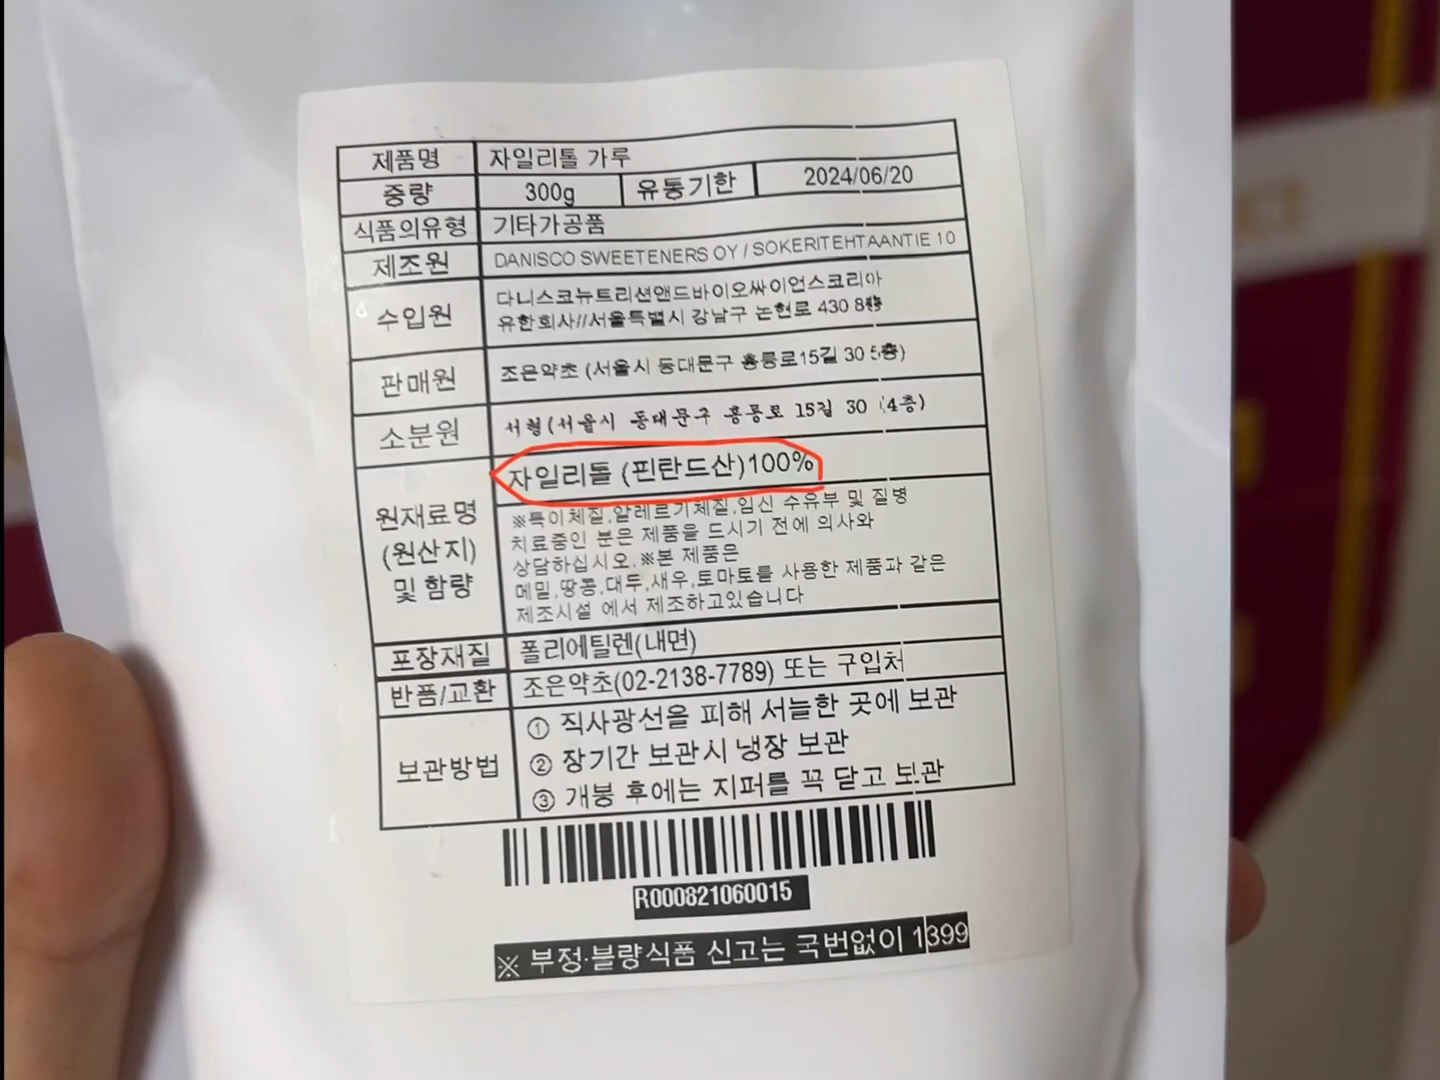 제품명 자일리톨 가루
중량 300g 유통기한 2024/06/20
식품의유형 기타가공품
제조원 DANISCO SWEETENERS OY / SOKERITEHTAANTIE 10
수입원 다니스코뉴트리션앤드바이오싸이언스코리아
유한회사//서울특별시 강남구 논현로 430 8층
판매원 조은약초 (서울시 동대문구 홍릉로15길 30 5층)
소분원 서형(서울시 동대문구 홍릉로 15길 30 (4층)
원재료명
(원산지)
및 함량
자일리톨 (핀란드산)100%
※특이체질,알레르기체질,임신 수유부 및 질병
치료중인 분은 제품을 드시기 전에 의사와
상담하십시오.※본 제품은
메밀,땅콩,대두,새우,토마토를 사용한 제품과 같은
제조시설 에서 제조하고있습니다
포장재질 폴리에틸렌(내면)
반품/교환 조은약초(02-2138-7789) 또는 구입처
보관방법
① 직사광선을 피해 서늘한 곳에 보관
② 장기간 보관시 냉장 보관
③ 개봉 후에는 지퍼를 꼭 닫고 보관
R000821060015
※ 부정·불량식품 신고는 국번없이 1399